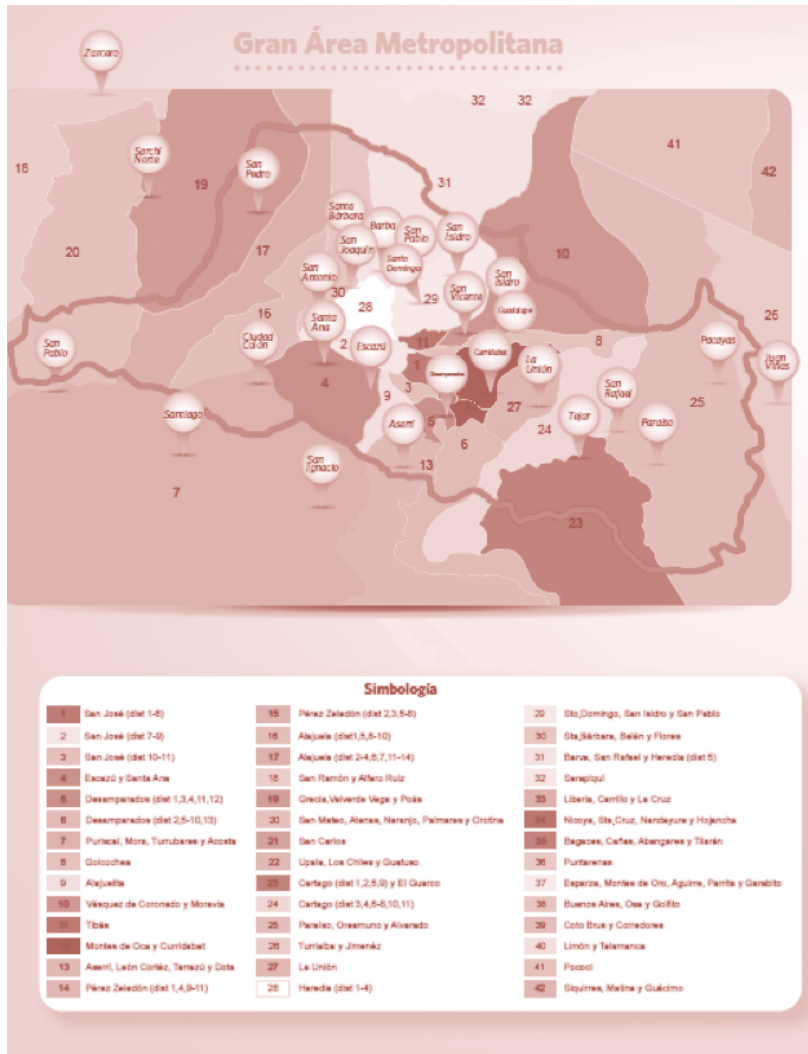 Gran Área Metropolitana
Zarcero
32
32
41
42
18
Sarchí Norte
19
San Pedro
31
20
17
Santa Bárbara
Barba
San Pablo
San Isidro
10
San Joaquín
Santo Domingo
San Antonio
San Vicente
San Isidro
30
28
29
Guadalupe
26
16
Santa Ana
2
San Pablo
Ciudad Colón
Escazú
11
Curridabat
8
Pacayas
Juan Viñas
1
La Unión
4
3
Desamparados
San Rafael
9
27
25
Santiago
Aserrí
5
Tejar
Paraíso
24
6
San Ignacio
13
7
23
Simbología
1 San José (dist 1-6)
2 San José (dist 7-9)
3 San José (dist 10-11)
4 Escazú y Santa Ana
5 Desamparados (dist 1,3,4,11,12)
6 Desamparados (dist 2,5-10,13)
7 Puriscal, Mora, Turrubares y Acosta
8 Goicochea
9 Alajuelita
10 Vásquez de Coronado y Moravia
11 Tibás
12 Montes de Oca y Curridabat
13 Aserrí, León Cortéz, Tarrazú y Dota
14 Pérez Zeledón (dist 1,4,9-11)
15 Pérez Zeledón (dist 2,3,5-8)
16 Alajuela (dist1,5,8-10)
17 Alajuela (dist 2-4,6,7,11-14)
18 San Ramón y Alfaro Ruiz
19 Grecia,Valverde Vega y Poás
20 San Mateo, Atenas, Naranjo, Palmares y Orotina
21 San Carlos
22 Upala, Los Chiles y Guatuso
23 Cartago (dist 1,2,5,9) y El Guarco
24 Cartago (dist 3,4,6-8,10,11)
25 Paraíso, Oreamuno y Alvarado
26 Turrialba y Jimenéz
27 La Unión
28 Heredia (dist 1-4)
29 Sto,Domingo, San Isidro y San Pablo
30 Sta,Bárbara, Belén y Flores
31 Barva, San Rafael y Heredia (dist 5)
32 Sarapiquí
33 Liberia, Carrillo y La Cruz
34 Nicoya, Sta,Cruz, Nandayure y Hojancha
35 Bagaces, Cañas, Abangares y Tilarán
36 Puntarenas
37 Esparza, Montes de Oro, Aguirre, Parrita y Garabito
38 Buenos Aires, Osa y Golfito
39 Coto Brus y Corredores
40 Limón y Talamanca
41 Pococí
42 Siquirres, Matina y Guácimo